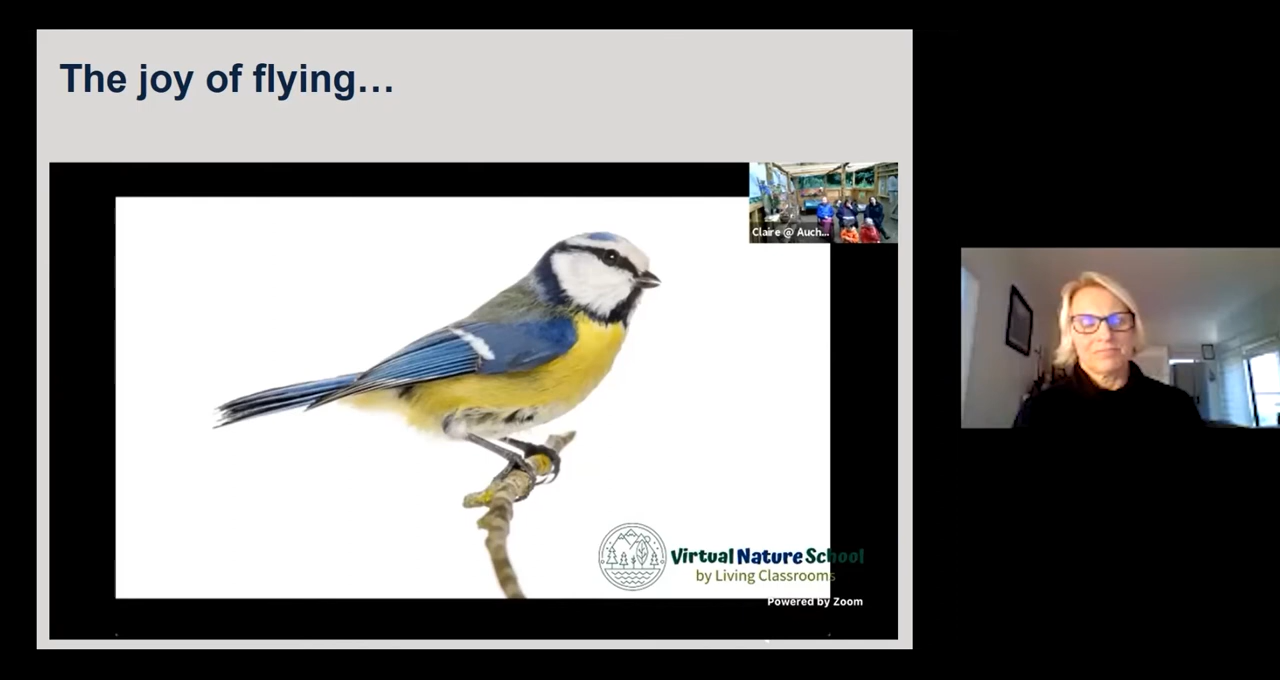 The joy of flying...
Claire @ Auch...
Virtual Nature School
by Living Classrooms
Powered by Zoom